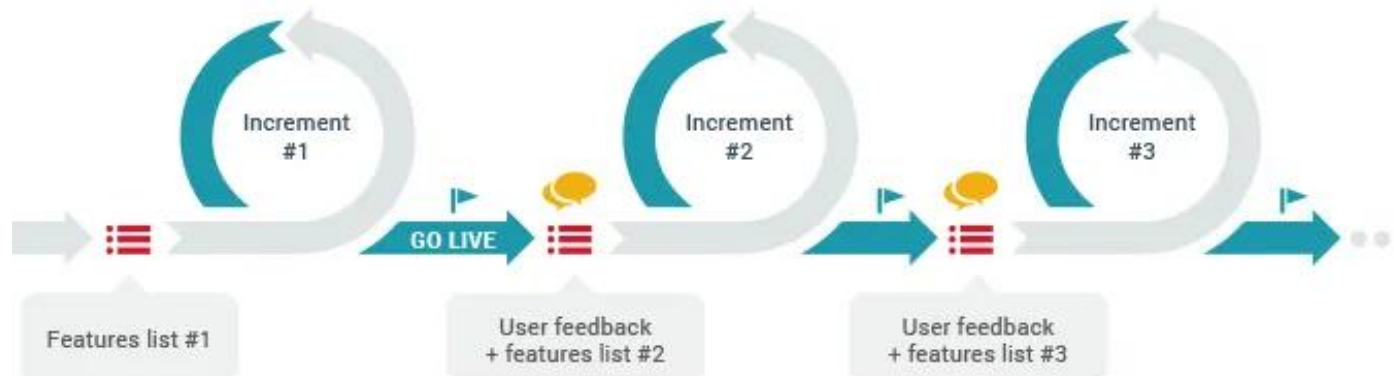 Increment
#1
Increment
#2
Increment
#3
GO LIVE
Features list #1
User feedback
+ features list #2
User feedback
+ features list #3